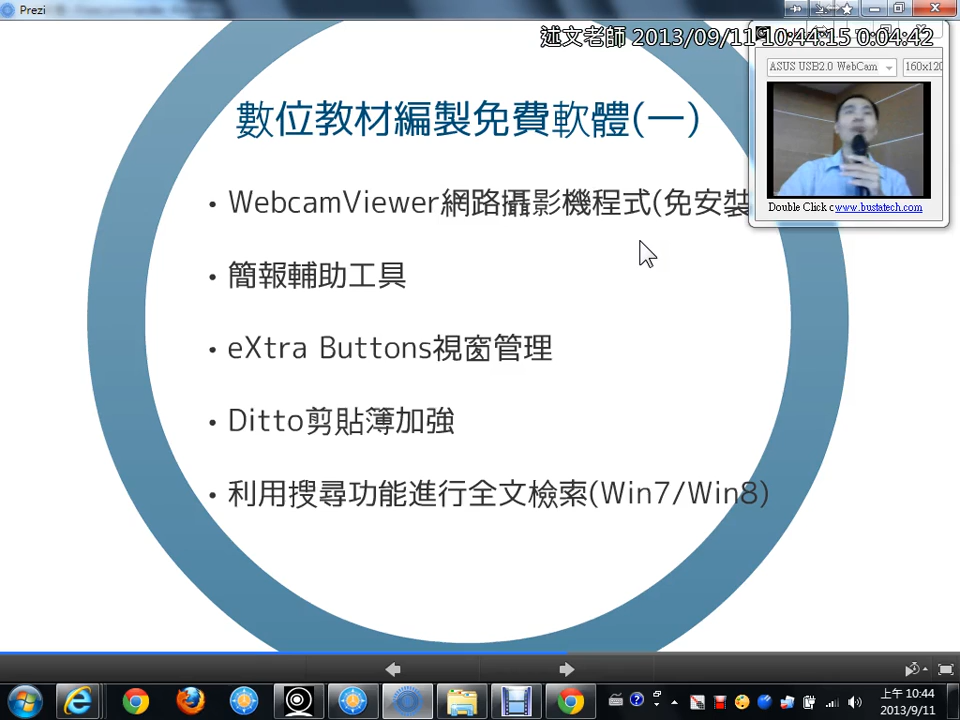 Prezi
述文老師 2013/09/11 10:44:15 0:04:42
ASUS USB2.0 WebCam
160x120
Double Click
www.bustatech.com
數位教材編製免費軟體(一)
• WebcamViewer網路攝影機程式(免安裝
• 簡報輔助工具
• eXtra Buttons視窗管理
• Ditto剪貼簿加強
• 利用搜尋功能進行全文檢索(Win7/Win8)
上午 10:44
2013/9/11